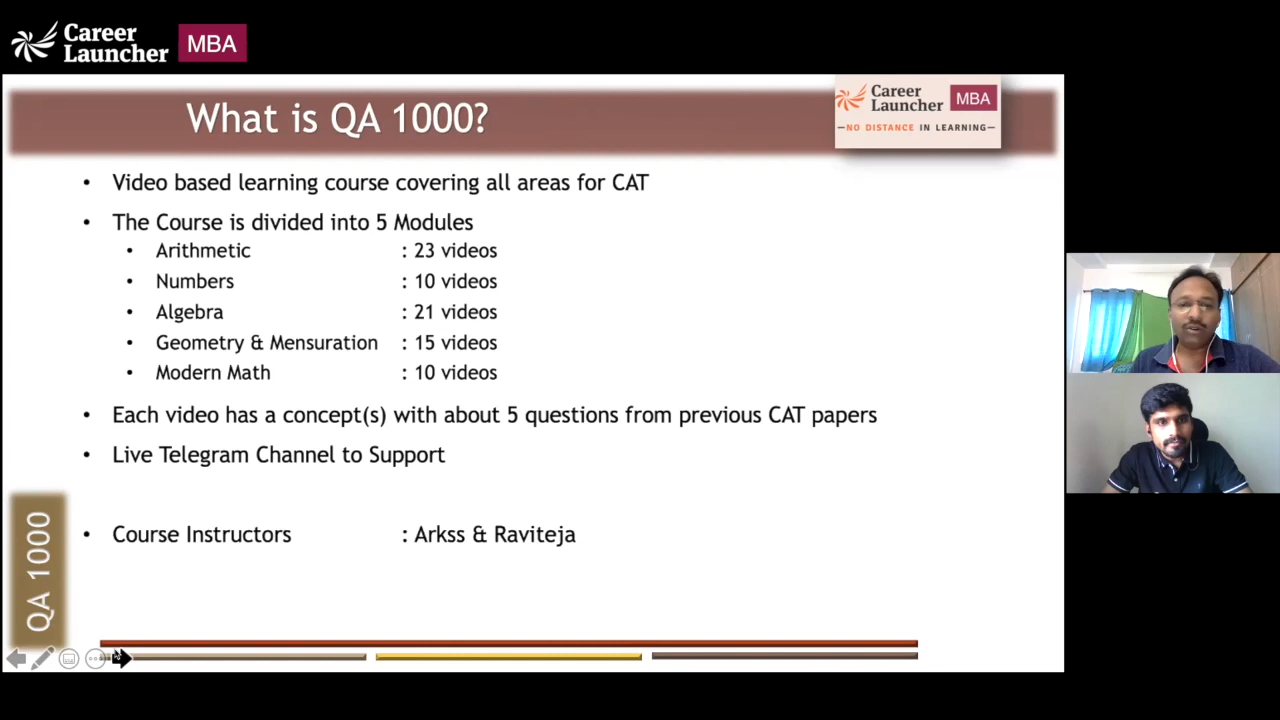 Career
Launcher
MBA
What is QA 1000?
Career
Launcher
MBA
—NO DISTANCE IN LEARNING—
• Video based learning course covering all areas for CAT
• The Course is divided into 5 Modules
• Arithmetic : 23 videos
• Numbers : 10 videos
• Algebra : 21 videos
• Geometry & Mensuration : 15 videos
• Modern Math : 10 videos
• Each video has a concept(s) with about 5 questions from previous CAT papers
• Live Telegram Channel to Support
• Course Instructors : Arkss & Raviteja
QA 1000